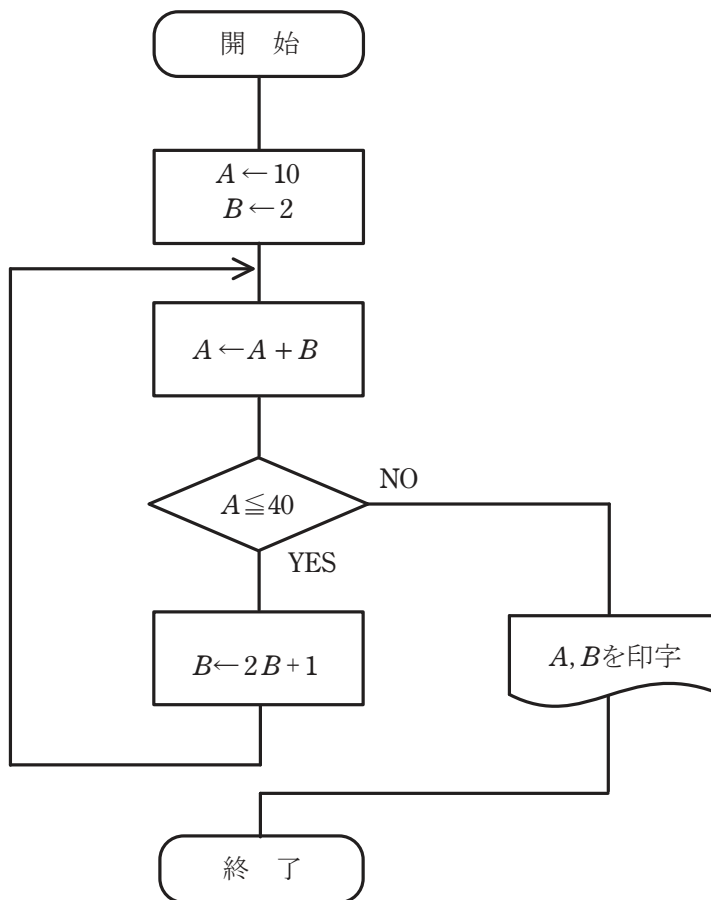 開 始
A←10
B←2
A←A+B
A≦40
NO
YES
B←2B+1
A,Bを印字
終 了